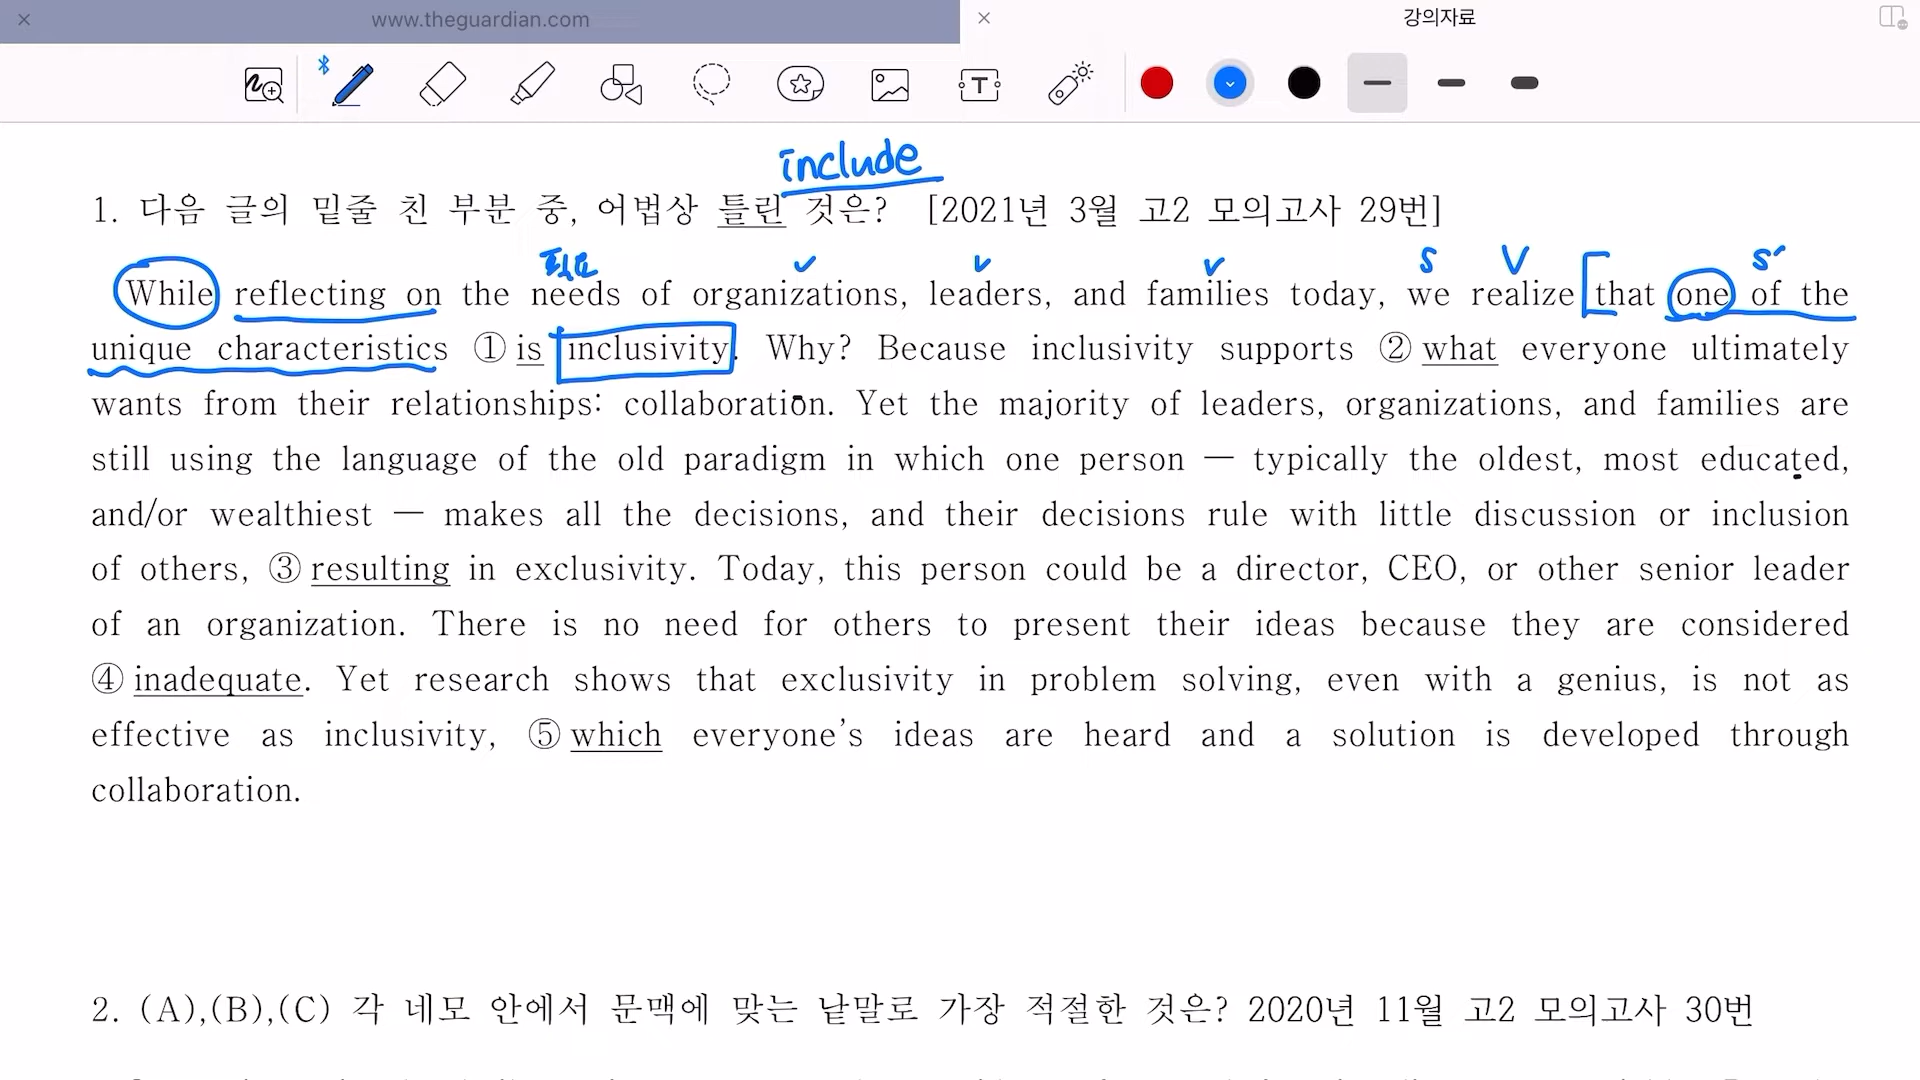 www.theguardian.com
강의자료
include
1. 다음 글의 밑줄 친 부분 중, 어법상 틀린 것은? [2021년 3월 고2 모의고사 29번]
필요 S V S'
While reflecting on the needs of organizations, leaders, and families today, we realize [that one of the
unique characteristics ① is inclusivity. Why? Because inclusivity supports ② what everyone ultimately
wants from their relationships: collaboration. Yet the majority of leaders, organizations, and families are
still using the language of the old paradigm in which one person — typically the oldest, most educated,
and/or wealthiest — makes all the decisions, and their decisions rule with little discussion or inclusion
of others, ③ resulting in exclusivity. Today, this person could be a director, CEO, or other senior leader
of an organization. There is no need for others to present their ideas because they are considered
④ inadequate. Yet research shows that exclusivity in problem solving, even with a genius, is not as
effective as inclusivity, ⑤ which everyone's ideas are heard and a solution is developed through
collaboration.
2. (A),(B),(C) 각 네모 안에서 문맥에 맞는 낱말로 가장 적절한 것은? 2020년 11월 고2 모의고사 30번